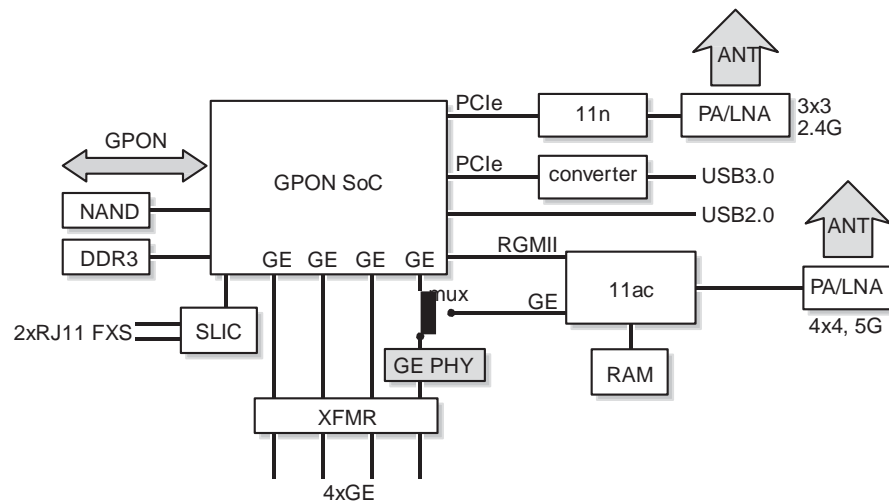 ANT
PCIe
11n
PA/LNA
3x3
2.4G
GPON
GPON SoC
PCIe
converter
USB3.0
NAND
USB2.0
ANT
DDR3
RGMII
GE
GE
GE
GE
11ac
PA/LNA
mux
GE
4x4, 5G
2xRJ11 FXS
SLIC
GE PHY
RAM
XFMR
4xGE